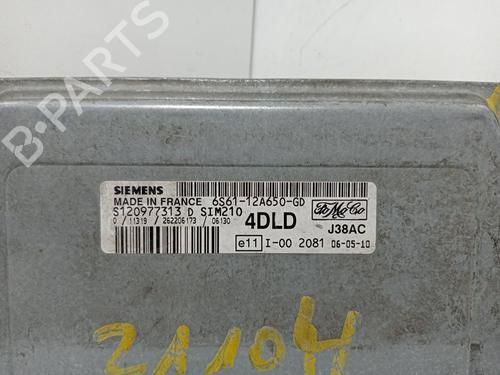 B-PARTS
SIEMENS
MADE IN FRANCE 6S61-12A650-GD
S120977313 D SIM210
0 / 11319 / 262206173 / 06130
4DLD
FoMoCo
J38AC
e11 I-00 2081 06-05-10
21104